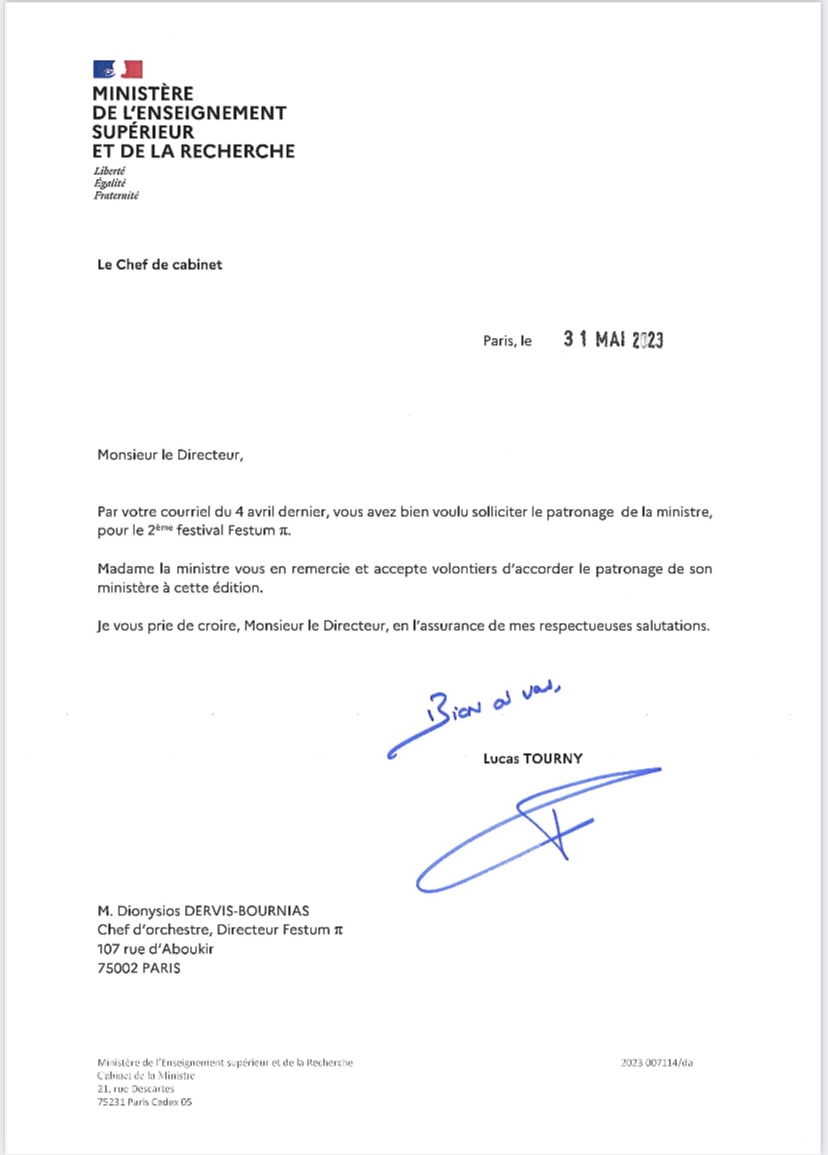 MINISTÈRE
DE L'ENSEIGNEMENT
SUPÉRIEUR
ET DE LA RECHERCHE
Liberté
Égalité
Fraternité
Le Chef de cabinet
Paris, le 31 MAI 2023
Monsieur le Directeur,
Par votre courriel du 4 avril dernier, vous avez bien voulu solliciter le patronage de la ministre,
pour le 2ème festival Festum π.
Madame la ministre vous en remercie et accepte volontiers d'accorder le patronage de son
ministère à cette édition.
Je vous prie de croire, Monsieur le Directeur, en l'assurance de mes respectueuses salutations.
Bien à vous,
Lucas TOURNY
M. Dionysios DERVIS-BOURNIAS
Chef d'orchestre, Directeur Festum π
107 rue d'Aboukir
75002 PARIS
Ministère de l'Enseignement supérieur et de la Recherche
Cabinet de la Ministre
21, rue Descartes
75231 Paris Cedex 05
2023 007114/da